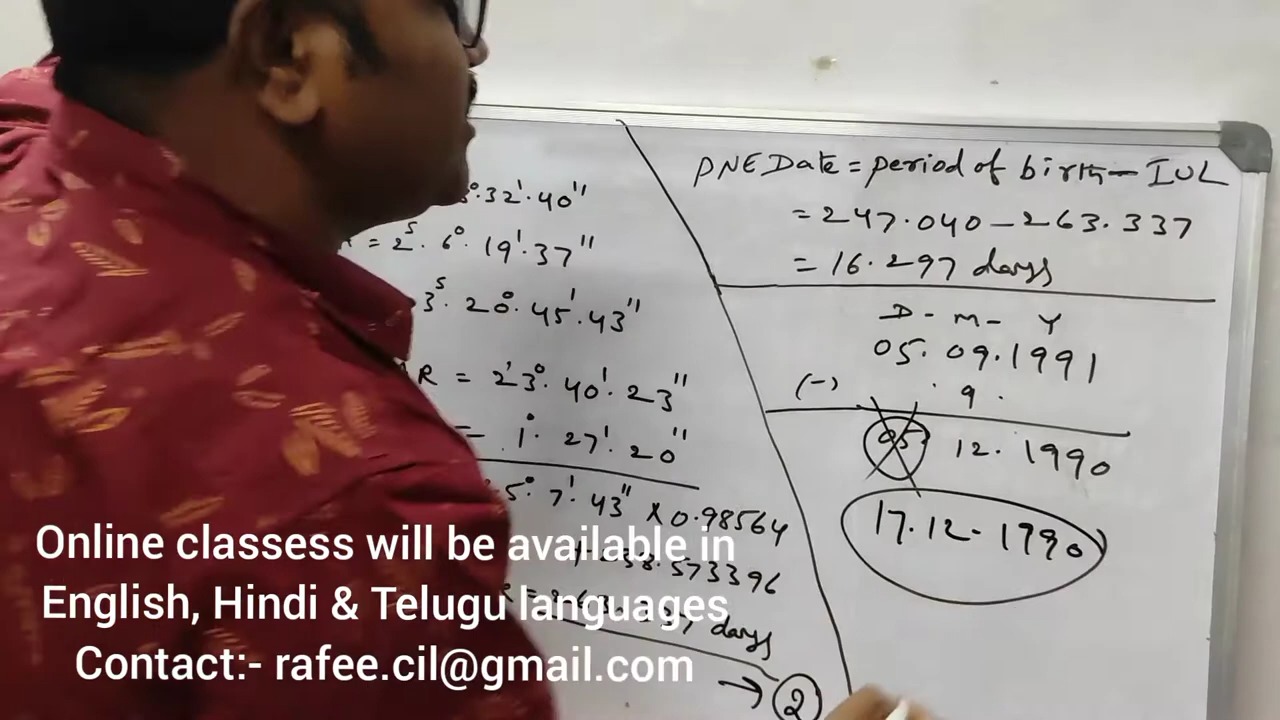 °.32'.40"
= 2ˢ. 6°. 19'.37"
3ˢ. 20°.45'.43"
R = 23°. 40'. 23"
- 1°. 27'. 20"
5°. 7'. 43" x 0.98564
58.573396
days
→ 2
PNE Date = period of birth - IUL
= 247.040 - 263.337
= 16.297 days
D - M - Y
05. 09. 1991
(-) . 9 .
05. 12. 1990
17.12 - 1990
Online classess will be available in
English, Hindi & Telugu languages
Contact:- rafee.cil@gmail.com